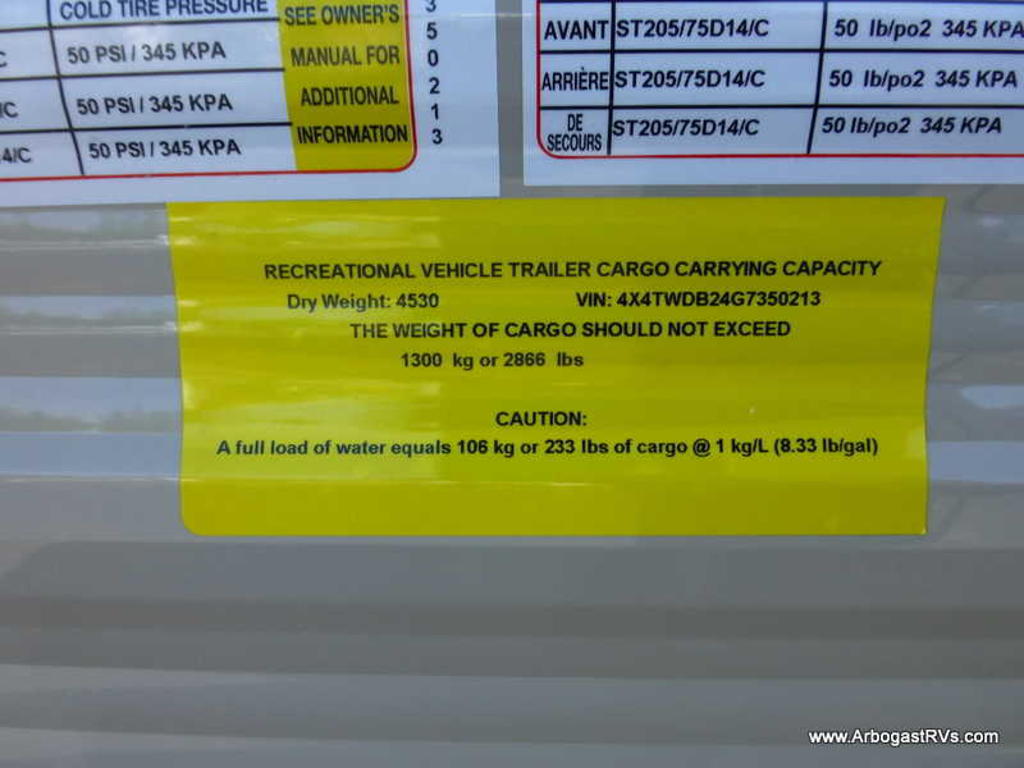 COLD TIRE PRESSURE
C 50 PSI / 345 KPA
/C 50 PSI / 345 KPA
4/C 50 PSI / 345 KPA
SEE OWNER'S
MANUAL FOR
ADDITIONAL
INFORMATION
3
5
0
2
1
3
AVANT ST205/75D14/C 50 lb/po2 345 KPA
ARRIÈRE ST205/75D14/C 50 lb/po2 345 KPA
DE SECOURS ST205/75D14/C 50 lb/po2 345 KPA
RECREATIONAL VEHICLE TRAILER CARGO CARRYING CAPACITY
Dry Weight: 4530 VIN: 4X4TWDB24G7350213
THE WEIGHT OF CARGO SHOULD NOT EXCEED
1300 kg or 2866 lbs
CAUTION:
A full load of water equals 106 kg or 233 lbs of cargo @ 1 kg/L (8.33 lb/gal)
www.ArbogastRVs.com